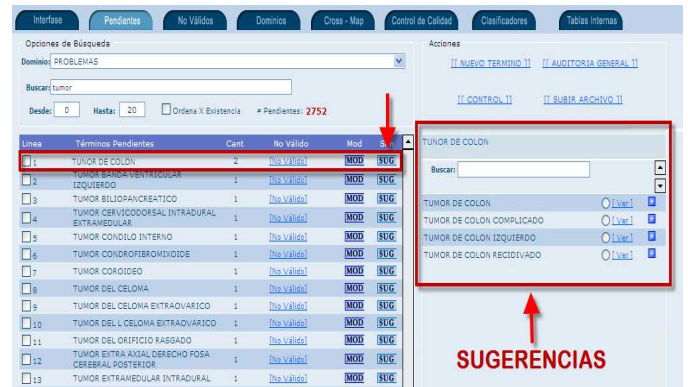 Interfase Pendientes No Válidos Dominios Cross - Map Control de Calidad Clasificadores Tablas Internas
Opciones de Búsqueda
Dominio: PROBLEMAS
Buscar: tumor
Desde: 0 Hasta: 20 Ordena X Existencia # Pendientes: 2752
Acciones
[[ NUEVO TERMINO ]] [[ AUDITORIA GENERAL ]]
[[ CONTROL ]] [[ SUBIR ARCHIVO ]]
Linea Términos Pendientes Cant No Válido Mod
1 TUNOR DE COLON 2 [No Válido] MOD SUG
2 TUMOR BANDA VENTRICULAR IZQUIERDO 1 [No Válido] MOD SUG
3 TUMOR BILIOPANCREATICO 1 [No Válido] MOD SUG
4 TUMOR CERVICODORSAL INTRADURAL EXTRAMEDULAR 1 [No Válido] MOD SUG
5 TUMOR CONDILO INTERNO 1 [No Válido] MOD SUG
6 TUMOR CONDROFIBROMIXOIDE 1 [No Válido] MOD SUG
7 TUMOR COROIDEO 1 [No Válido] MOD SUG
8 TUMOR DEL CELOMA 1 [No Válido] MOD SUG
9 TUMOR DEL CELOMA EXTRAOVARICO 1 [No Válido] MOD SUG
10 TUMOR DEL L CELOMA EXTRAOVARICO 1 [No Válido] MOD SUG
11 TUMOR DEL ORIFICIO RASGADO 1 [No Válido] MOD SUG
12 TUMOR EXTRA AXIAL DERECHO FOSA CEREBRAL POSTERIOR 1 [No Válido] MOD SUG
13 TUMOR EXTRAMEDULAR INTRADURAL 1 [No Válido] MOD SUG
TUNOR DE COLON
Buscar:
TUMOR DE COLON [Ver]
TUMOR DE COLON COMPLICADO [Ver]
TUMOR DE COLON IZQUIERDO [Ver]
TUMOR DE COLON RECIDIVADO [Ver]
SUGERENCIAS